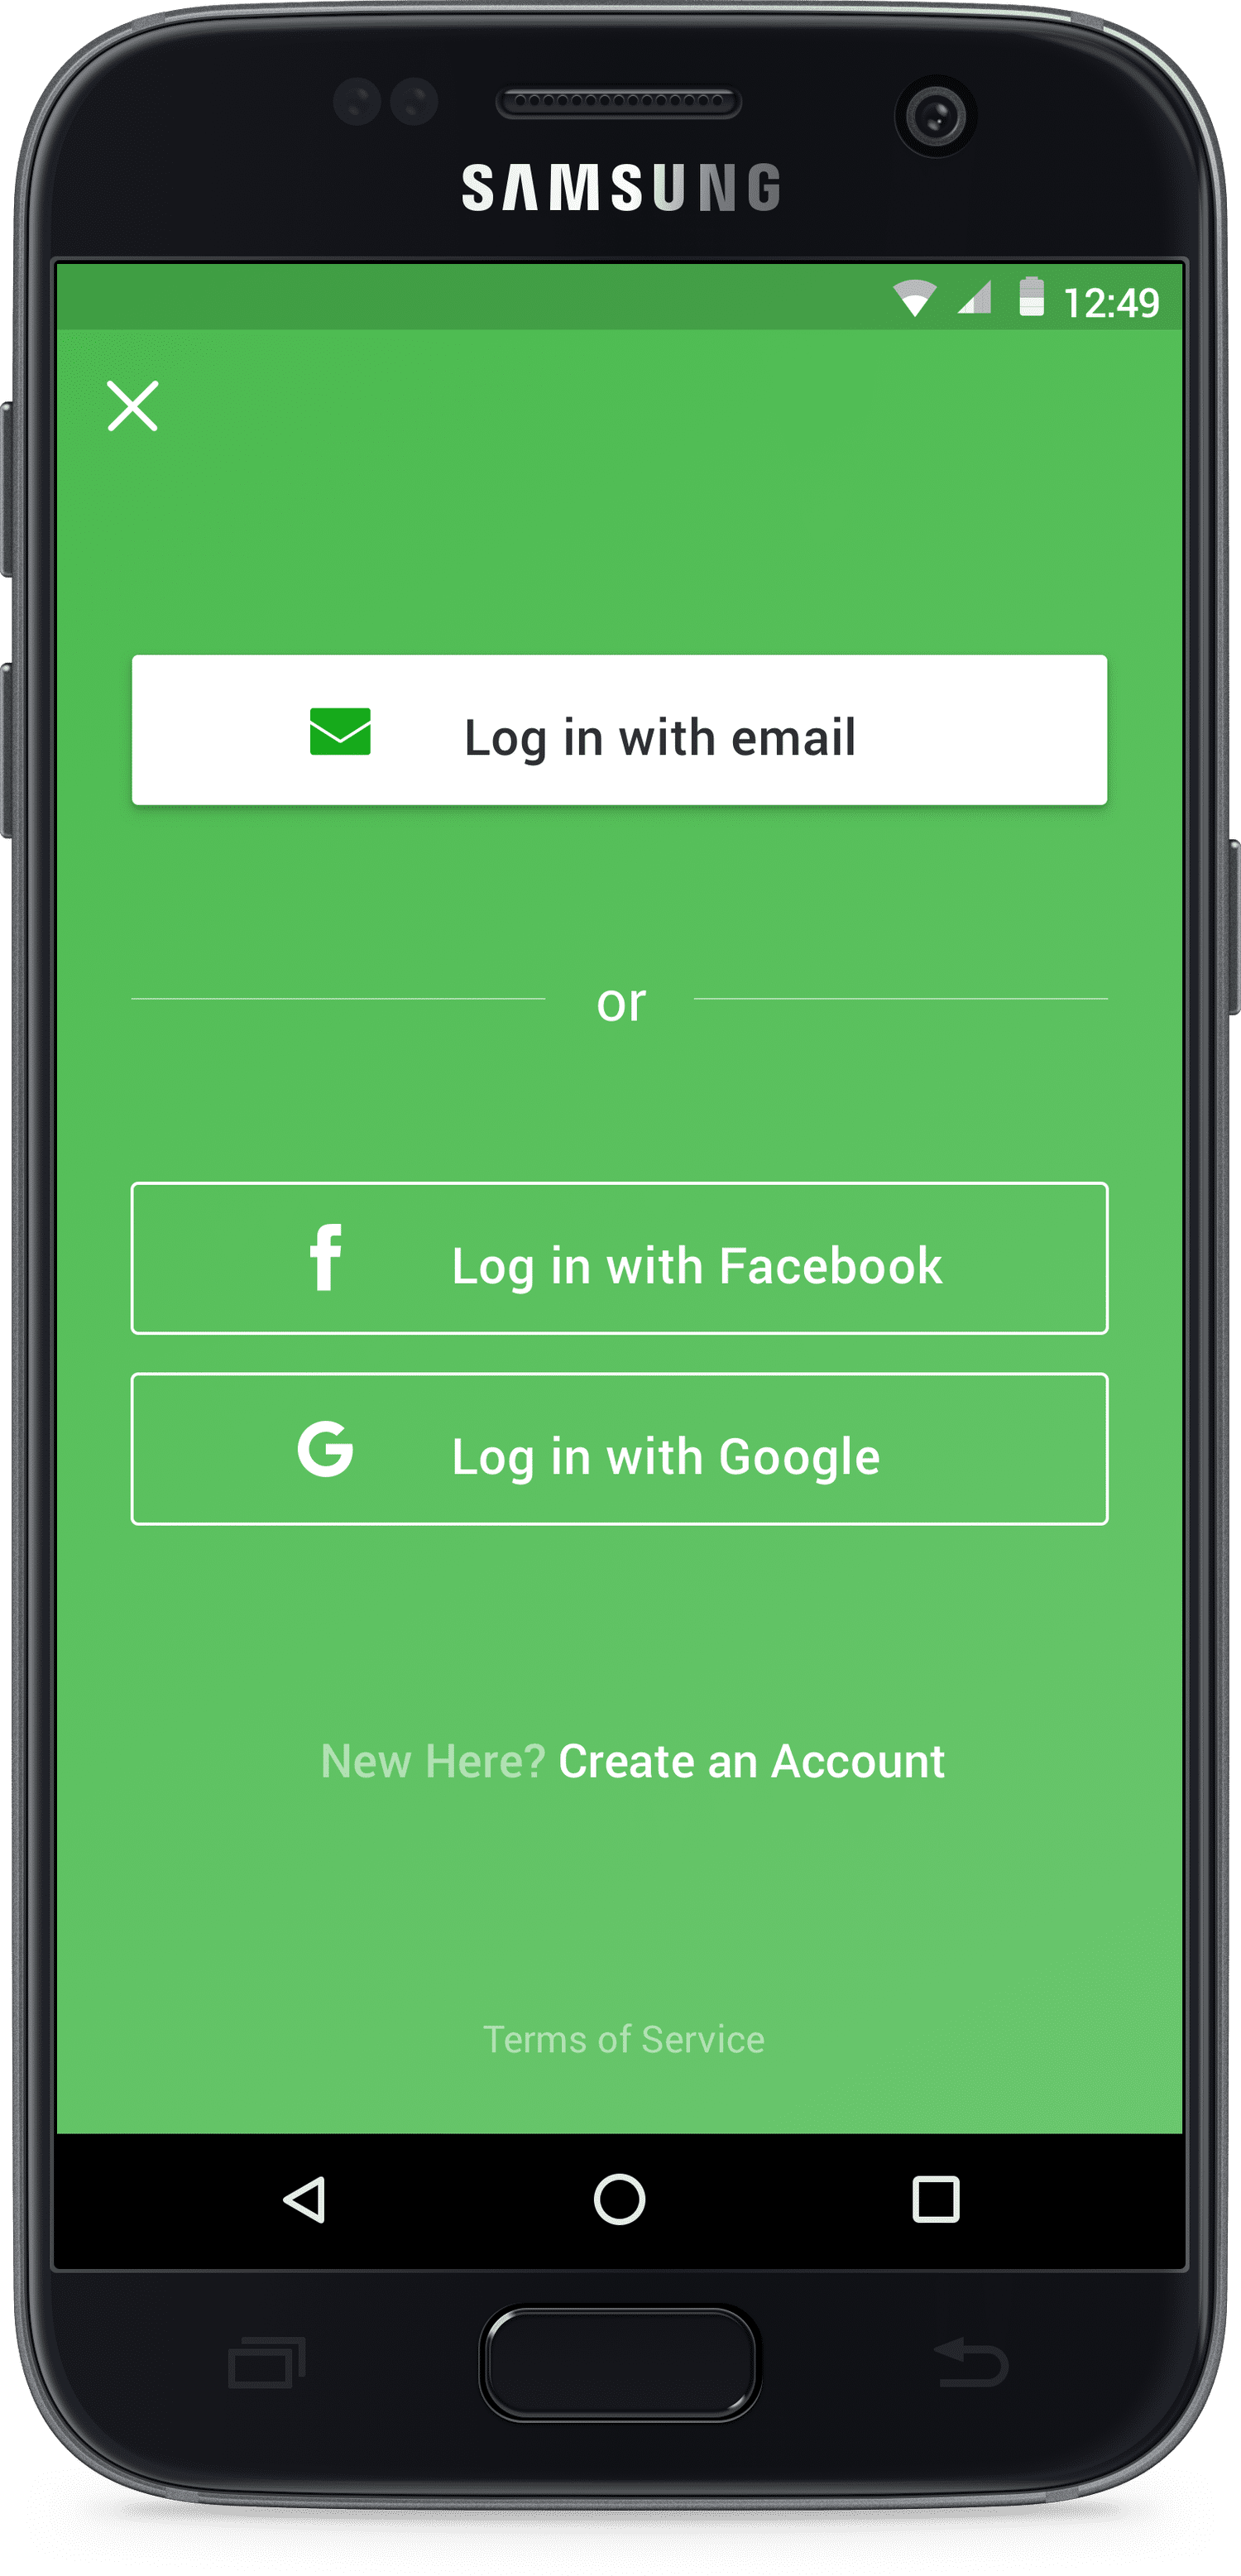 SAMSUNG
12:49
Log in with email
or
Log in with Facebook
Log in with Google
New Here? Create an Account
Terms of Service